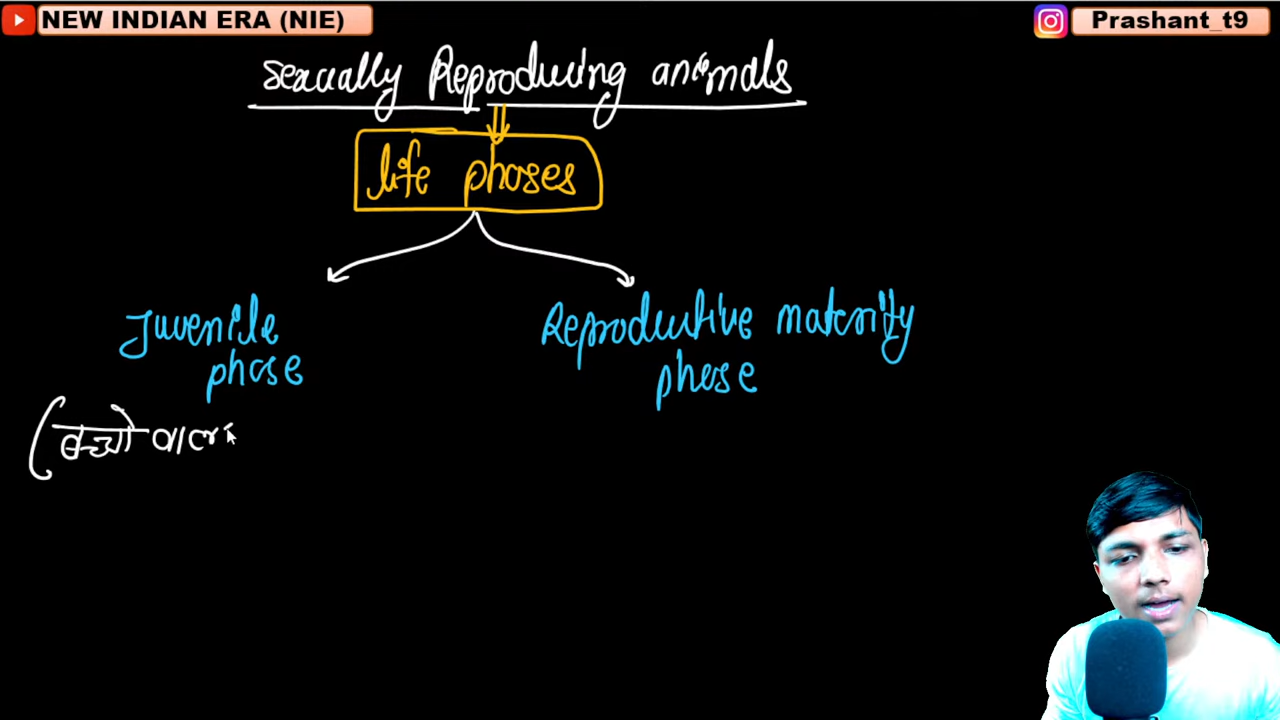 NEW INDIAN ERA (NIE)
Prashant_t9
Sexually Reproducing animals
life phases
Juvenile
phase
Reproductive maturity
phase
(बच्चो